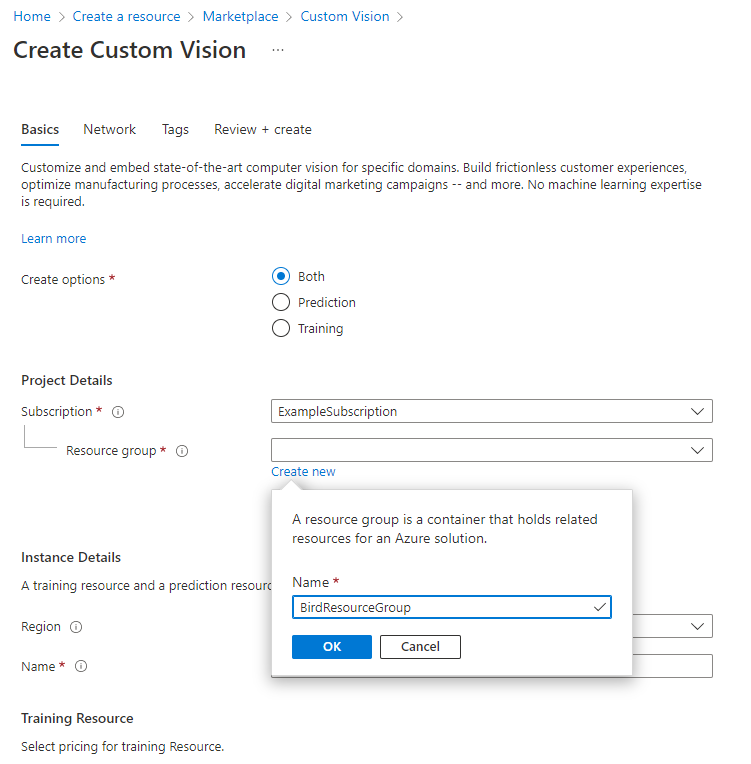 Home > Create a resource > Marketplace > Custom Vision >
Create Custom Vision ...
Basics Network Tags Review + create
Customize and embed state-of-the-art computer vision for specific domains. Build frictionless customer experiences,
optimize manufacturing processes, accelerate digital marketing campaigns -- and more. No machine learning expertise
is required.
Learn more
Create options *
Both
Prediction
Training
Project Details
Subscription *
ExampleSubscription
Resource group *
Create new
A resource group is a container that holds related
resources for an Azure solution.
Name *
BirdResourceGroup
OK Cancel
Instance Details
A training resource and a prediction resourc
Region
Name *
Training Resource
Select pricing for training Resource.